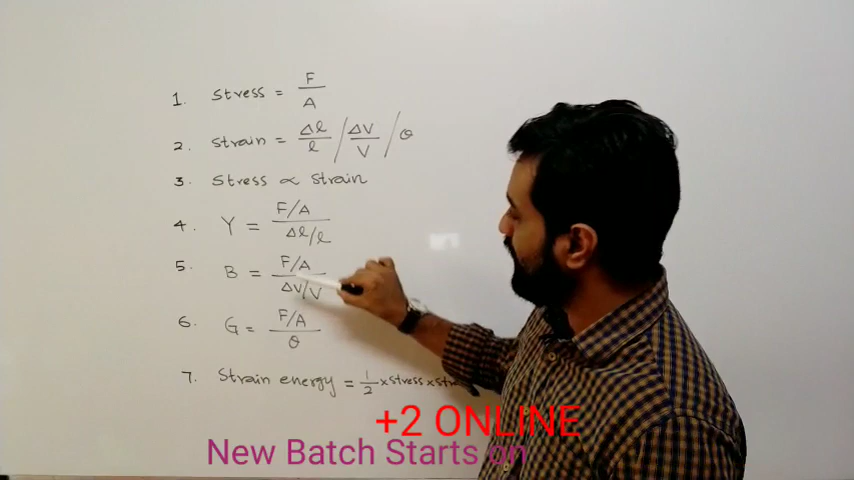 1. Stress = F/A
2. Strain = Δl/l / ΔV/V / θ
3. Stress ∝ Strain
4. Y = F/A / Δl/l
5. B = F/A / ΔV/V
6. G = F/A / θ
7. Strain energy = 1/2 × stress ×
+2 ONLINE
New Batch Starts on